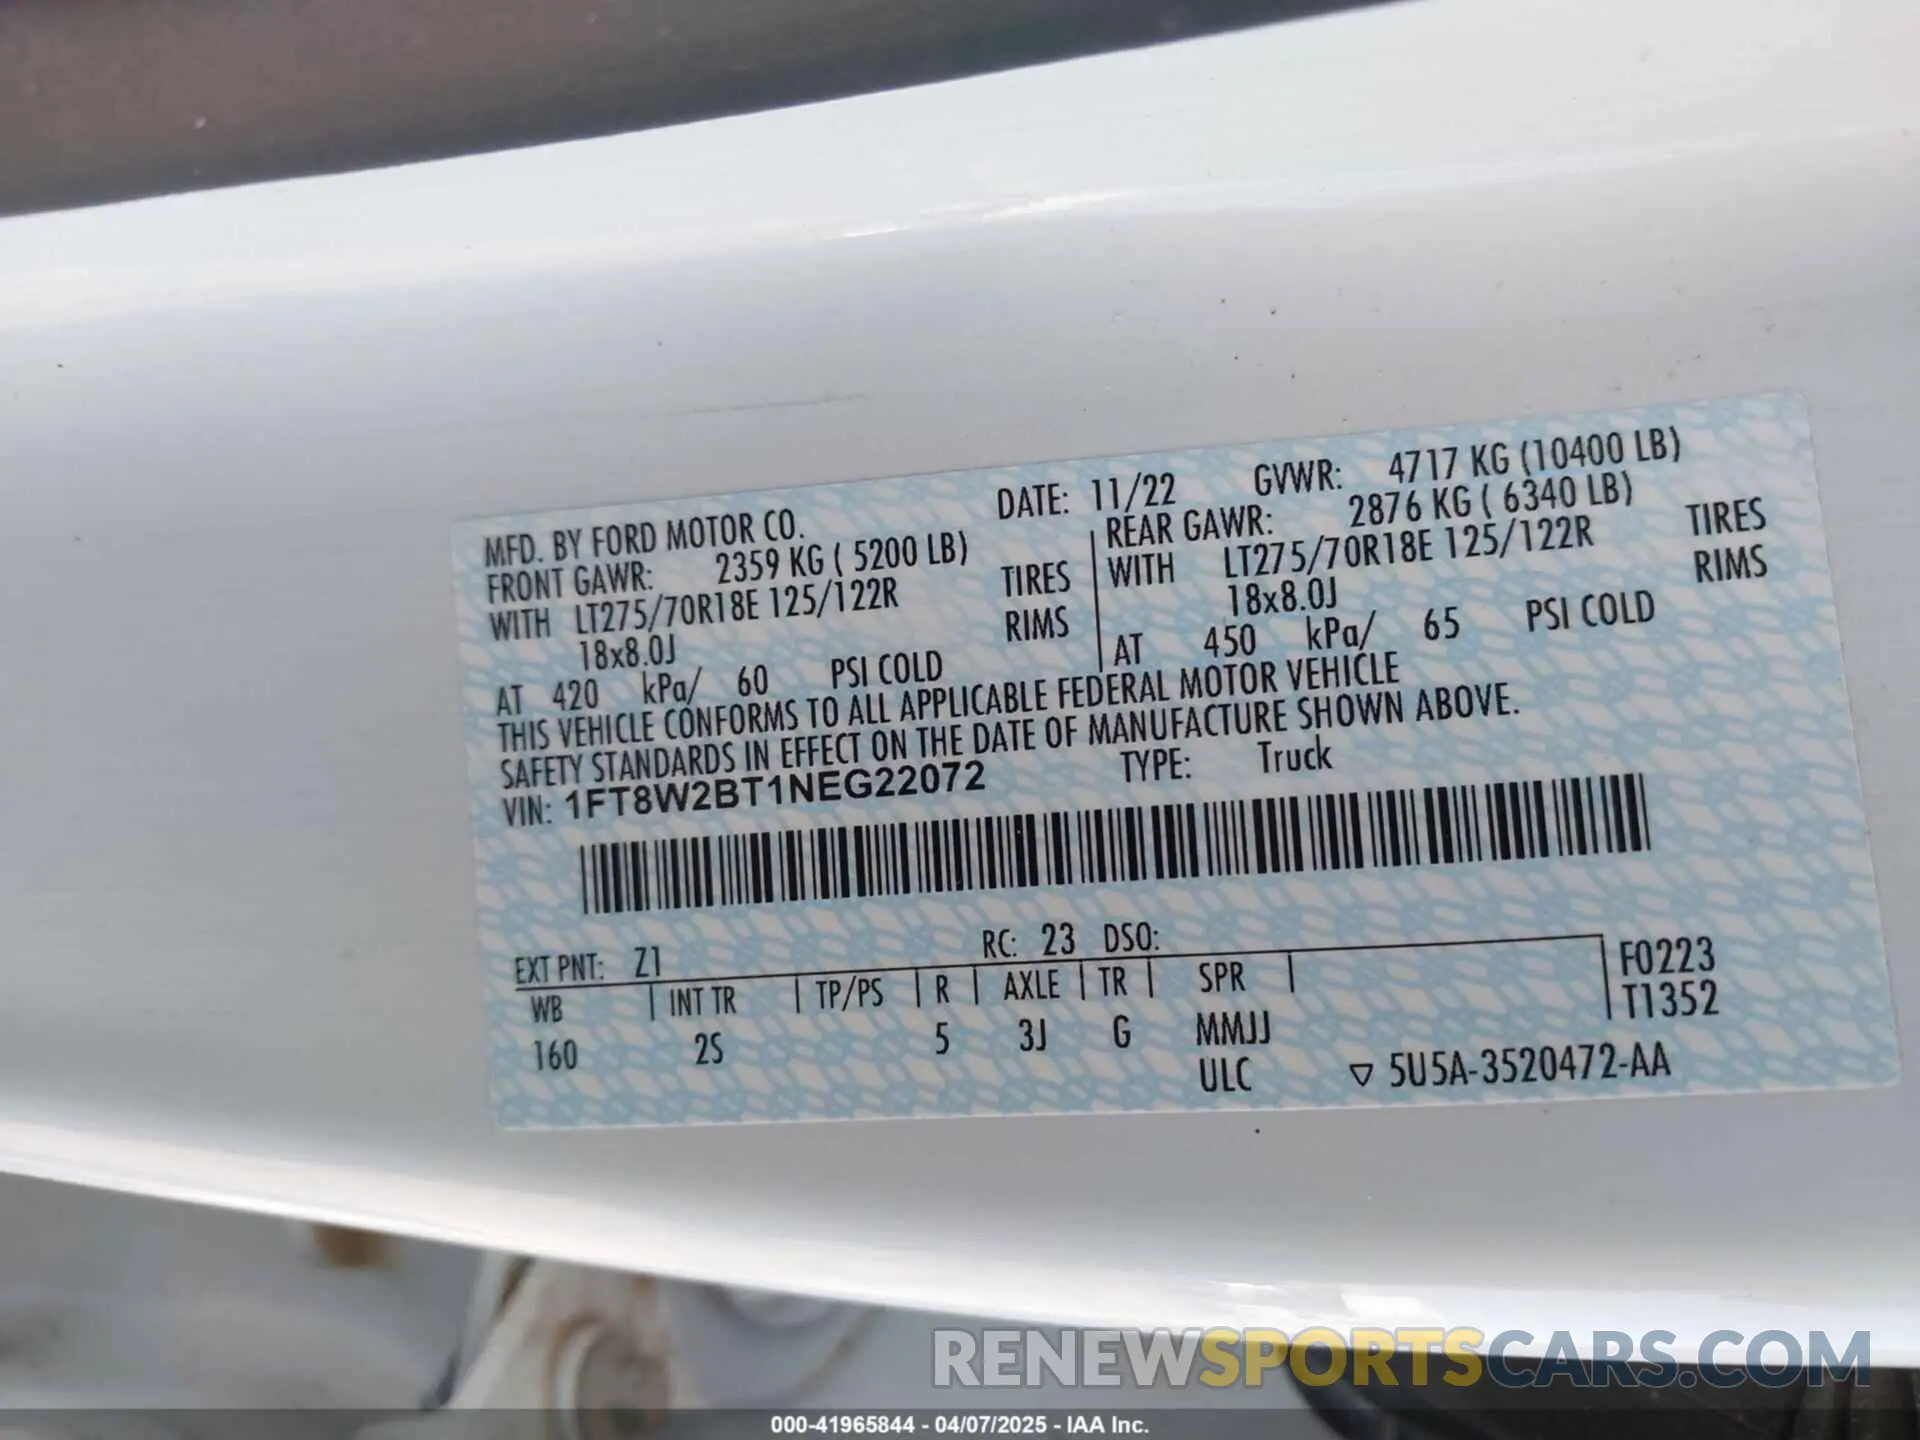 MFD. BY FORD MOTOR CO. DATE: 11/22 GVWR: 4717 KG (10400 LB)
FRONT GAWR: 2359 KG ( 5200 LB) REAR GAWR: 2876 KG ( 6340 LB)
WITH LT275/70R18E 125/122R TIRES WITH LT275/70R18E 125/122R TIRES
18x8.0J RIMS 18x8.0J RIMS
AT 420 kPa/ 60 PSI COLD AT 450 kPa/ 65 PSI COLD
THIS VEHICLE CONFORMS TO ALL APPLICABLE FEDERAL MOTOR VEHICLE
SAFETY STANDARDS IN EFFECT ON THE DATE OF MANUFACTURE SHOWN ABOVE.
VIN: 1FT8W2BT1NEG22072 TYPE: Truck
EXT PNT: Z1 RC: 23 DSO:
WB INT TR TP/PS R AXLE TR SPR F0223
160 2S 5 3J G MMJJ T1352
ULC ▽ 5U5A-3520472-AA
RENEWSPORTSCARS.COM
000-41965844 - 04/07/2025 - IAA Inc.